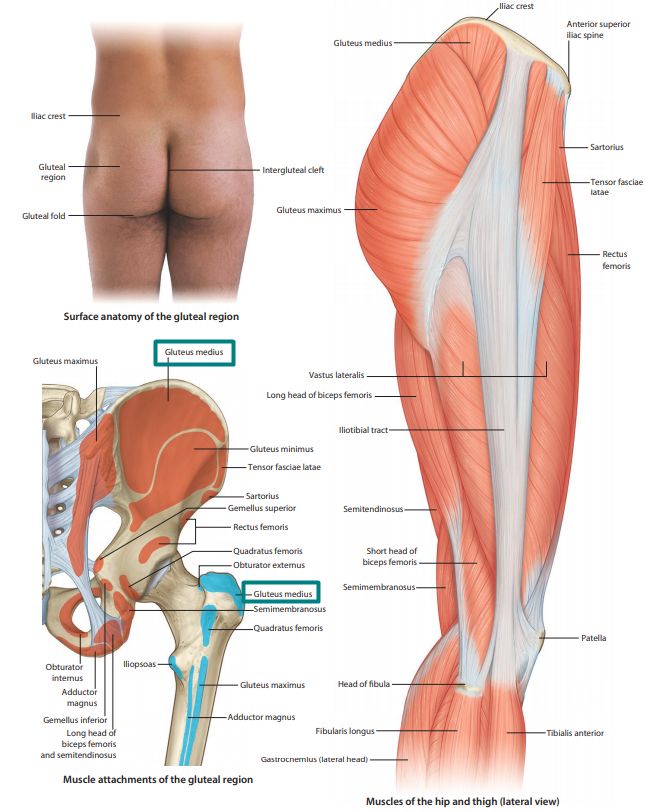 Iliac crest
Gluteal
region
Gluteal fold
Intergluteal cleft
Surface anatomy of the gluteal region
Gluteus maximus
Gluteus medius
Gluteus minimus
Tensor fasciae latae
Sartorius
Gemellus superior
Rectus femoris
Quadratus femoris
Obturator externus
Gluteus medius
Semimembranosus
Quadratus femoris
Iliopsoas
Obturator
internus
Adductor
magnus
Gluteus maximus
Gemellus inferior
Adductor magnus
Long head of
biceps femoris
and semitendinosus
Muscle attachments of the gluteal region
Iliac crest
Anterior superior
iliac spine
Gluteus medius
Sartorius
Tensor fasciae
latae
Gluteus maximus
Rectus
femoris
Vastus lateralis
Long head of biceps femoris
Iliotibial tract
Semitendinosus
Short head of
biceps femoris
Semimembranosus
Patella
Head of fibula
Fibularis longus
Tibialis anterior
Gastrocnemius (lateral head)
Muscles of the hip and thigh (lateral view)